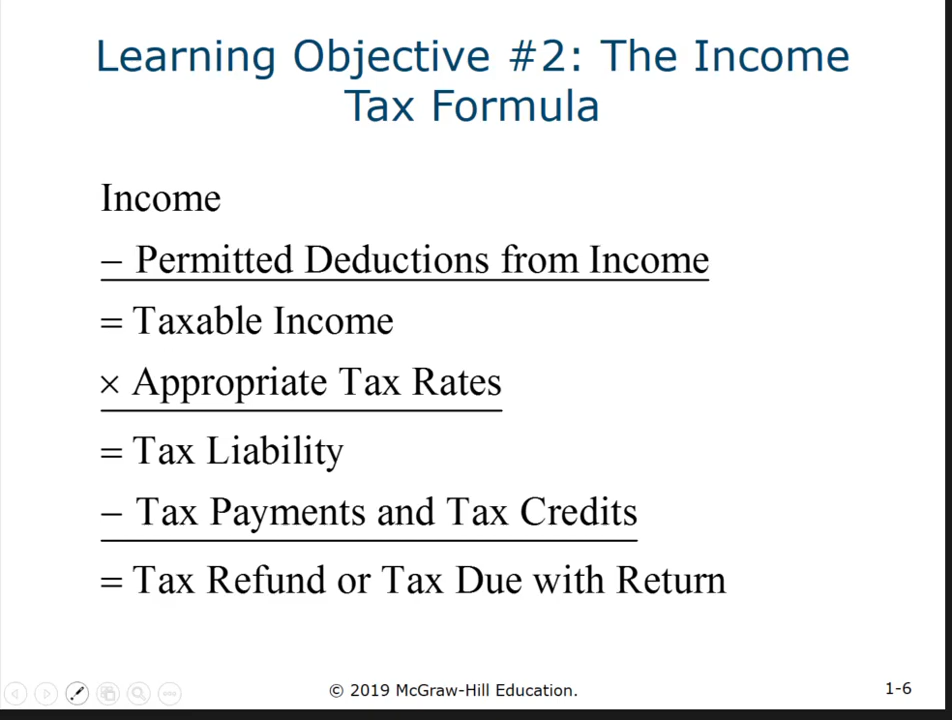 Learning Objective #2: The Income
Tax Formula
Income
− Permitted Deductions from Income
= Taxable Income
× Appropriate Tax Rates
= Tax Liability
− Tax Payments and Tax Credits
= Tax Refund or Tax Due with Return
© 2019 McGraw-Hill Education.
1-6